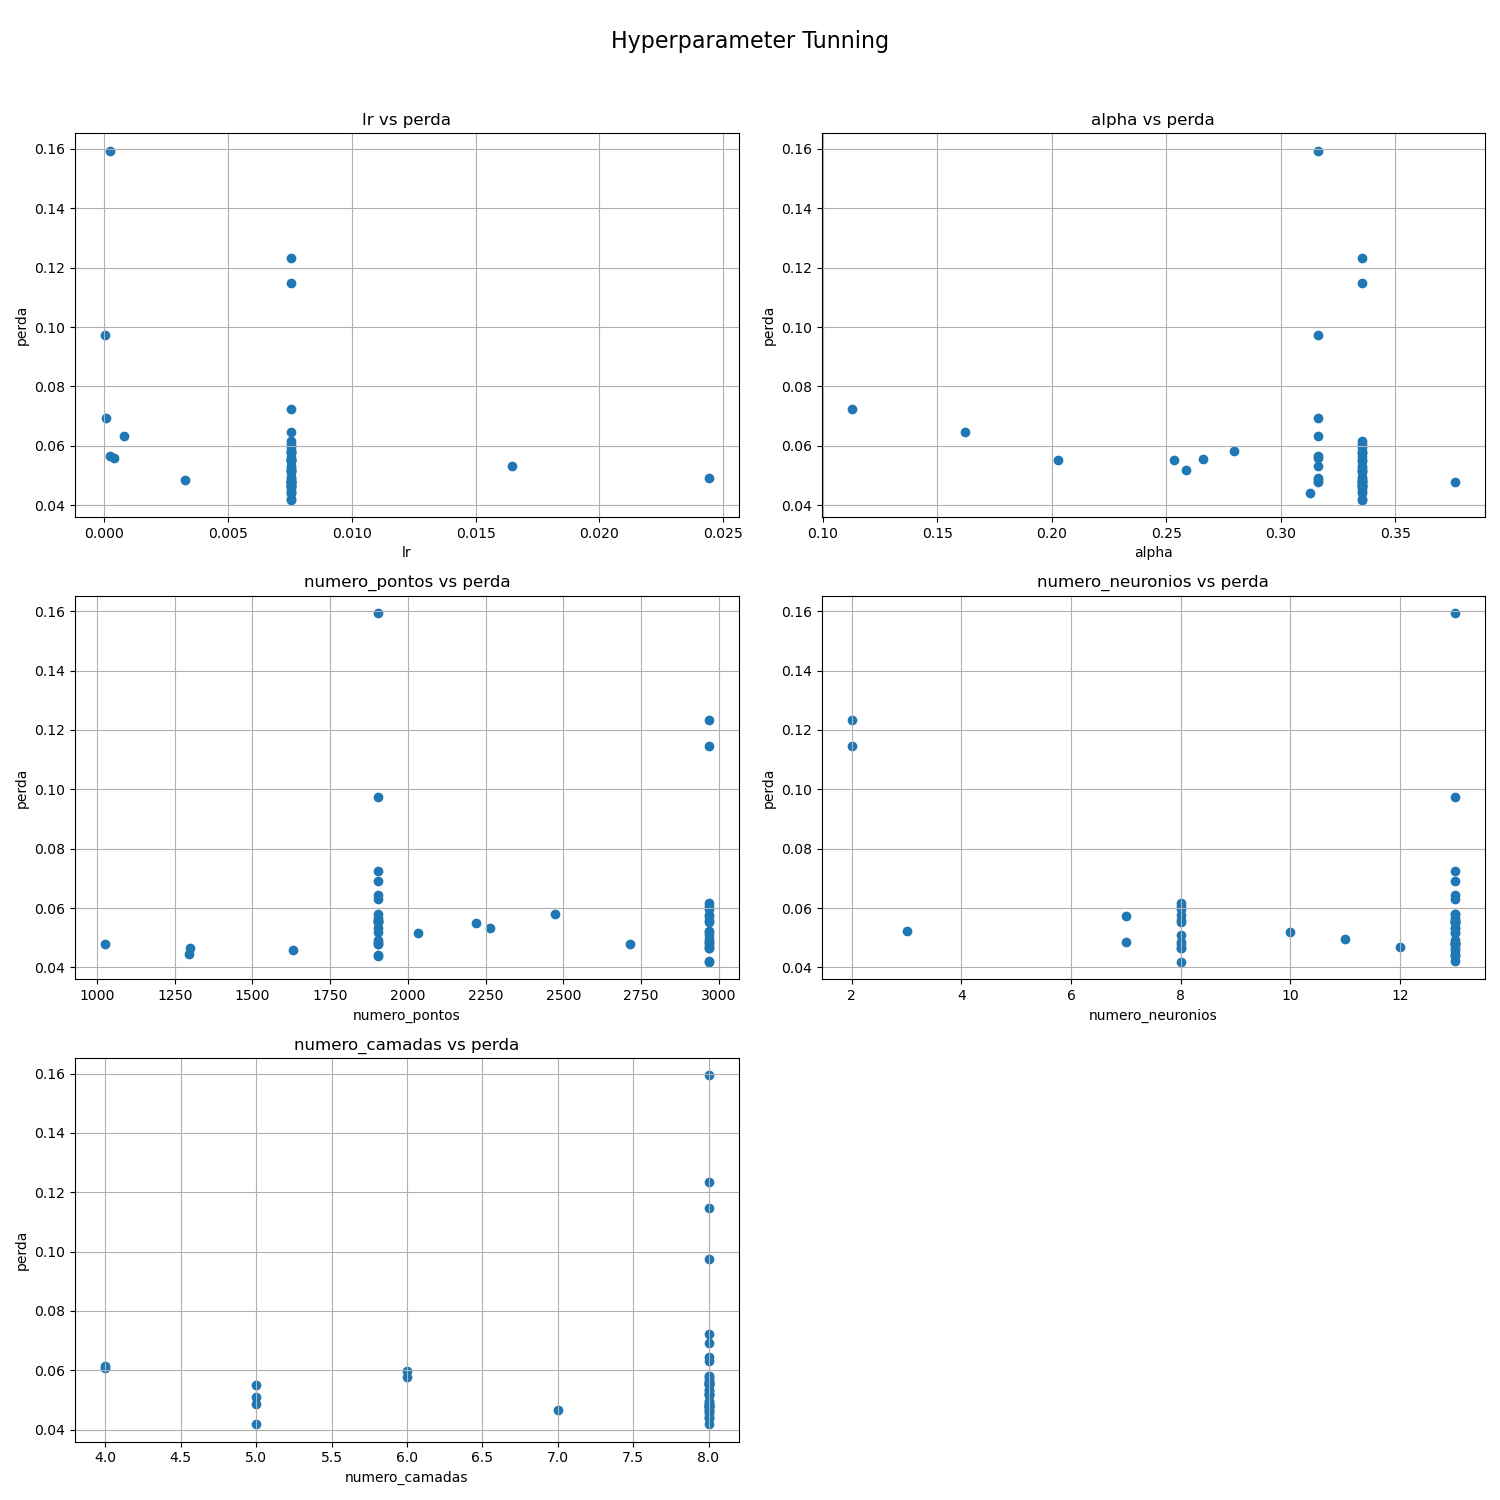 Hyperparameter Tunning
lr vs perda
0.16
0.14
0.12
0.10
0.08
0.06
0.04
perda
0.000 0.005 0.010 0.015 0.020 0.025
lr
alpha vs perda
0.16
0.14
0.12
0.10
0.08
0.06
0.04
perda
0.10 0.15 0.20 0.25 0.30 0.35
alpha
numero_pontos vs perda
0.16
0.14
0.12
0.10
0.08
0.06
0.04
perda
1000 1250 1500 1750 2000 2250 2500 2750 3000
numero_pontos
numero_neuronios vs perda
0.16
0.14
0.12
0.10
0.08
0.06
0.04
perda
2 4 6 8 10 12
numero_neuronios
numero_camadas vs perda
0.16
0.14
0.12
0.10
0.08
0.06
0.04
perda
4.0 4.5 5.0 5.5 6.0 6.5 7.0 7.5 8.0
numero_camadas